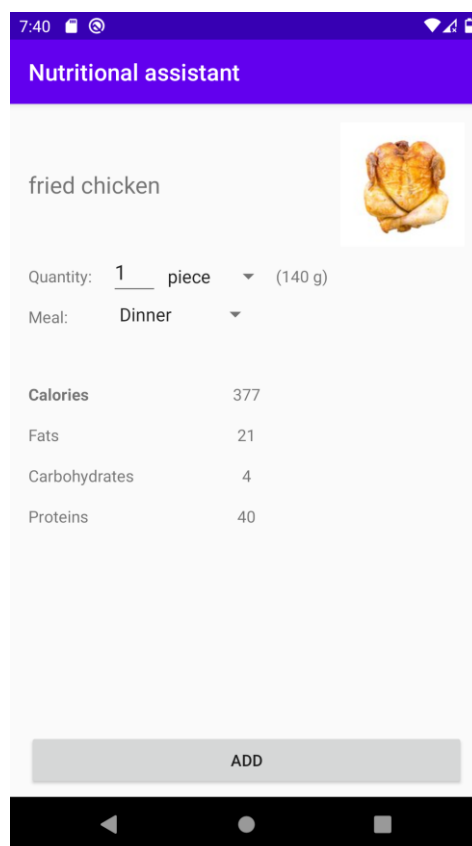 7:40
Nutritional assistant
fried chicken
Quantity: 1 piece (140 g)
Meal: Dinner
Calories 377
Fats 21
Carbohydrates 4
Proteins 40
ADD